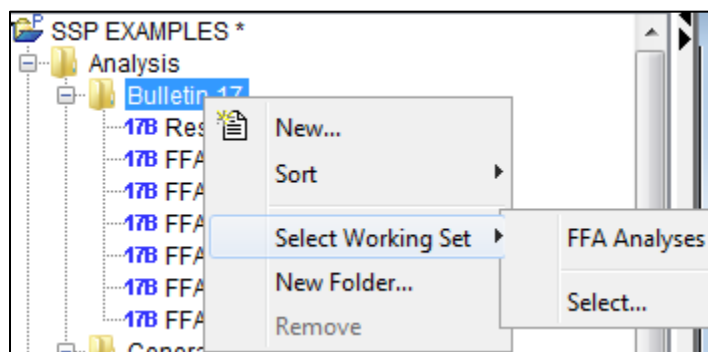 SSP EXAMPLES *
Analysis
Bulletin 17
17B Res
17B FFA
17B FFA
17B FFA
17B FFA
17B FFA
17B FFA
New...
Sort
Select Working Set
New Folder...
Remove
FFA Analyses
Select...